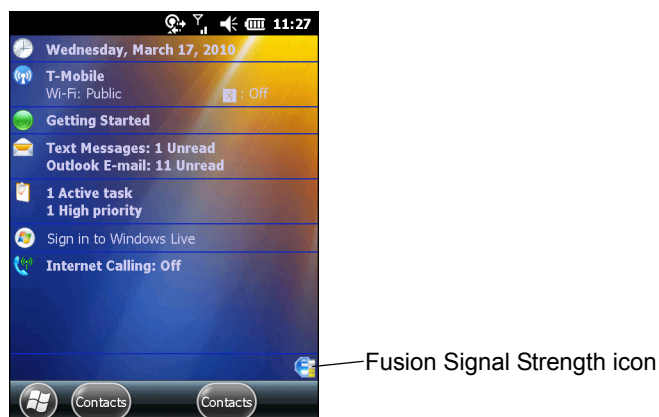 11:27
Wednesday, March 17, 2010
T-Mobile
Wi-Fi: Public : Off
Getting Started
Text Messages: 1 Unread
Outlook E-mail: 11 Unread
1 Active task
1 High priority
Sign in to Windows Live
Internet Calling: Off
Fusion Signal Strength icon
Contacts Contacts